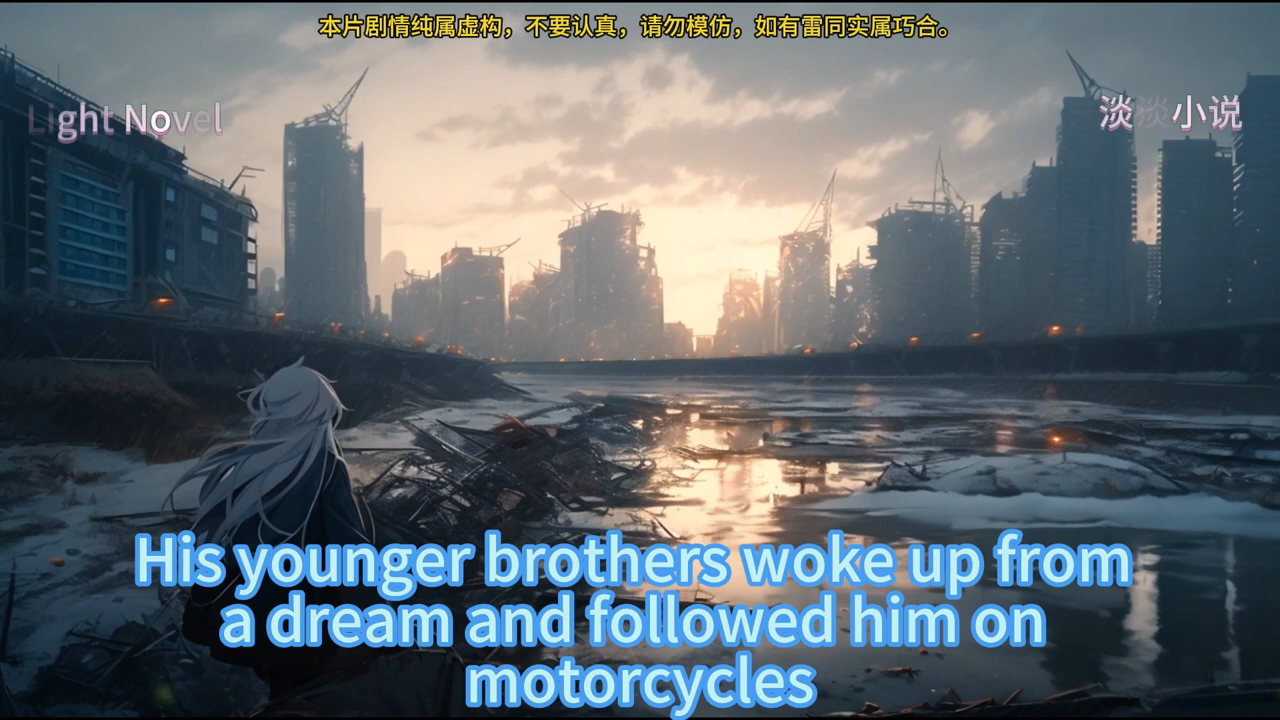 本片剧情纯属虚构，不要认真，请勿模仿，如有雷同实属巧合。
Light Novel
淡淡小说
His younger brothers woke up from
a dream and followed him on
motorcycles